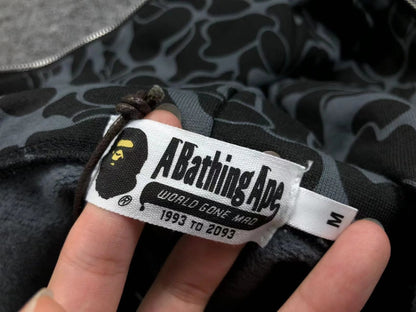 A Bathing Ape
WORLD GONE MAD
1993 TO 2093
®
M